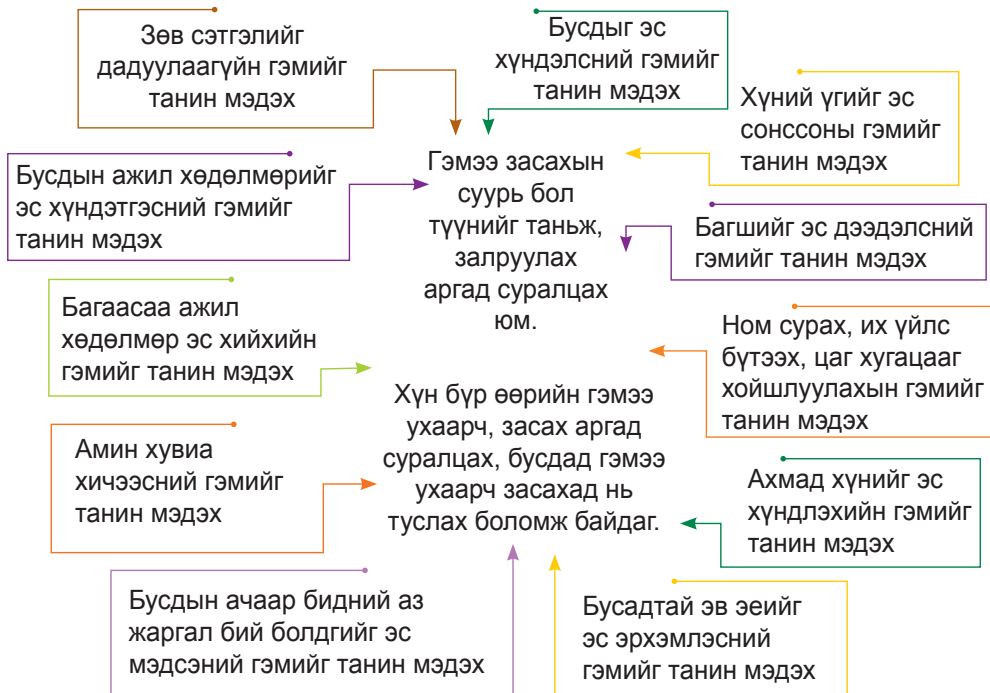 Зөв сэтгэлийг
дадуулаагүйн гэмийг
танин мэдэх
Бусдыг эс
хүндэлсний гэмийг
танин мэдэх
Хүний үгийг эс
сонссоны гэмийг
танин мэдэх
Бусдын ажил хөдөлмөрийг
эс хүндэтгэсний гэмийг
танин мэдэх
Гэмээ засахын
суурь бол
түүнийг таньж,
залруулах
аргад суралцах
юм.
Багшийг эс дээдэлсний
гэмийг танин мэдэх
Багаасаа ажил
хөдөлмөр эс хийхийн
гэмийг танин мэдэх
Ном сурах, их үйлс
бүтээх, цаг хугацааг
хойшлуулахын гэмийг
танин мэдэх
Хүн бүр өөрийн гэмээ
ухаарч, засах аргад
суралцах, бусдад гэмээ
ухаарч засахад нь
туслах боломж байдаг.
Амин хувиа
хичээсний гэмийг
танин мэдэх
Ахмад хүнийг эс
хүндлэхийн гэмийг
танин мэдэх
Бусдын ачаар бидний аз
жаргал бий болдгийг эс
мэдсэний гэмийг танин мэдэх
Бусадтай эв эеийг
эс эрхэмлэсний
гэмийг танин мэдэх